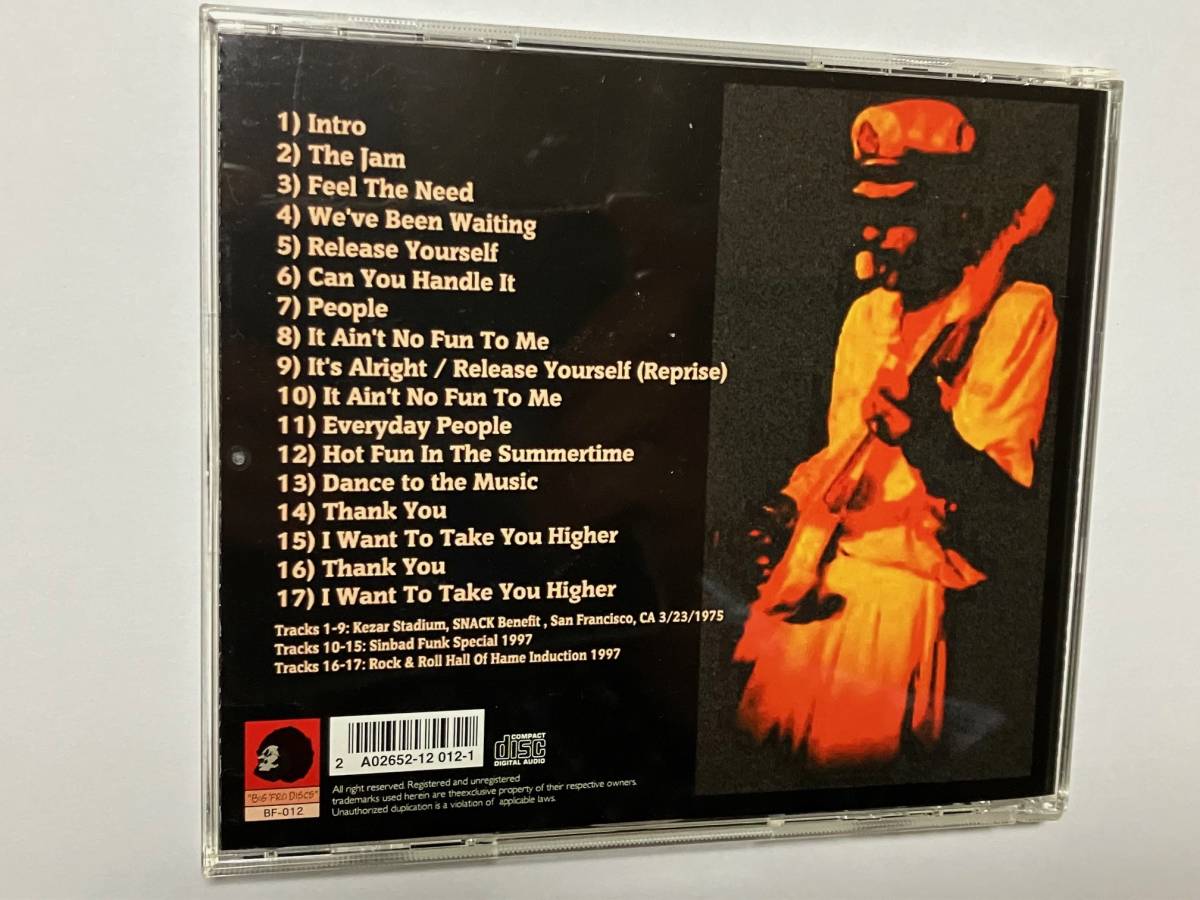 1) Intro
2) The Jam
3) Feel The Need
4) We've Been Waiting
5) Release Yourself
6) Can You Handle It
7) People
8) It Ain't No Fun To Me
9) It's Alright / Release Yourself (Reprise)
10) It Ain't No Fun To Me
11) Everyday People
12) Hot Fun In The Summertime
13) Dance to the Music
14) Thank You
15) I Want To Take You Higher
16) Thank You
17) I Want To Take You Higher
Tracks 1-9: Kezar Stadium, SNACK Benefit , San Francisco, CA 3/23/1975
Tracks 10-15: Sinbad Funk Special 1997
Tracks 16-17: Rock & Roll Hall Of Hame Induction 1997
"BIG 'FRO DISCS"
BF-012
2 A02652-12 012-1
COMPACT
disc
DIGITAL AUDIO
All right reserved. Registered and unregistered
trademarks used herein are theexclusive property of their respective owners.
Unauthorized duplication is a violation of applicable laws.